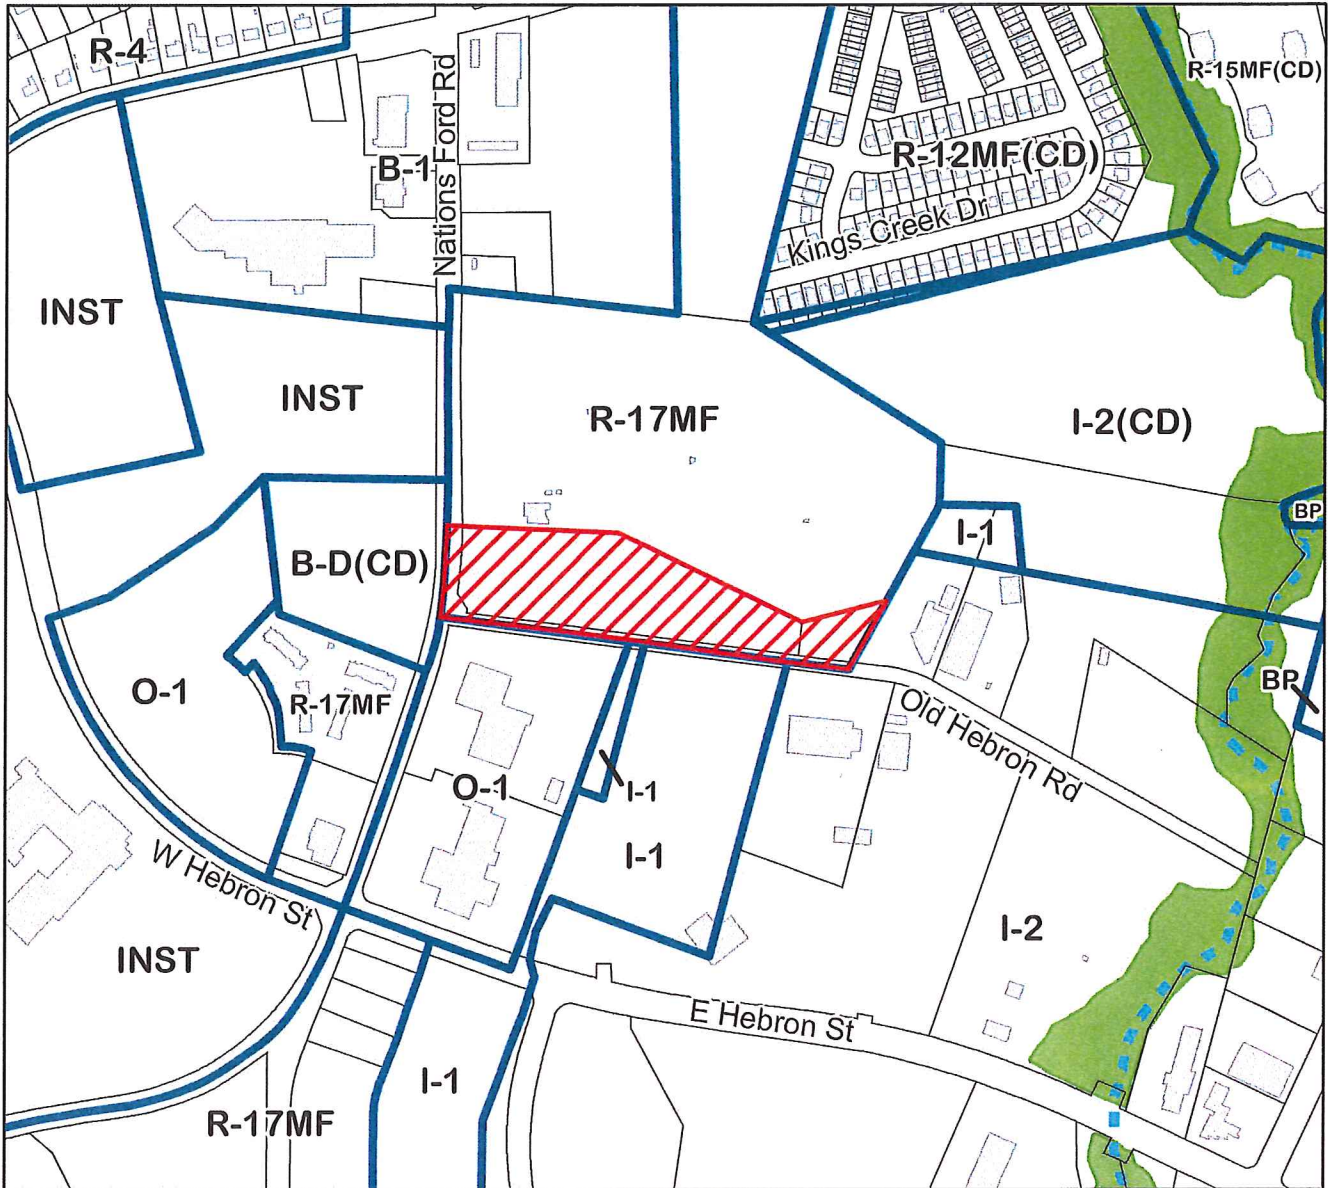 R-4
R-15MF(CD)
Nations Ford Rd
B-1
R-12MF(CD)
Kings Creek Dr
INST
INST
R-17MF
I-2(CD)
BP
I-1
B-D(CD)
BP
O-1
R-17MF
Old Hebron Rd
O-1
I-1
I-1
W Hebron St
I-2
INST
E Hebron St
I-1
R-17MF